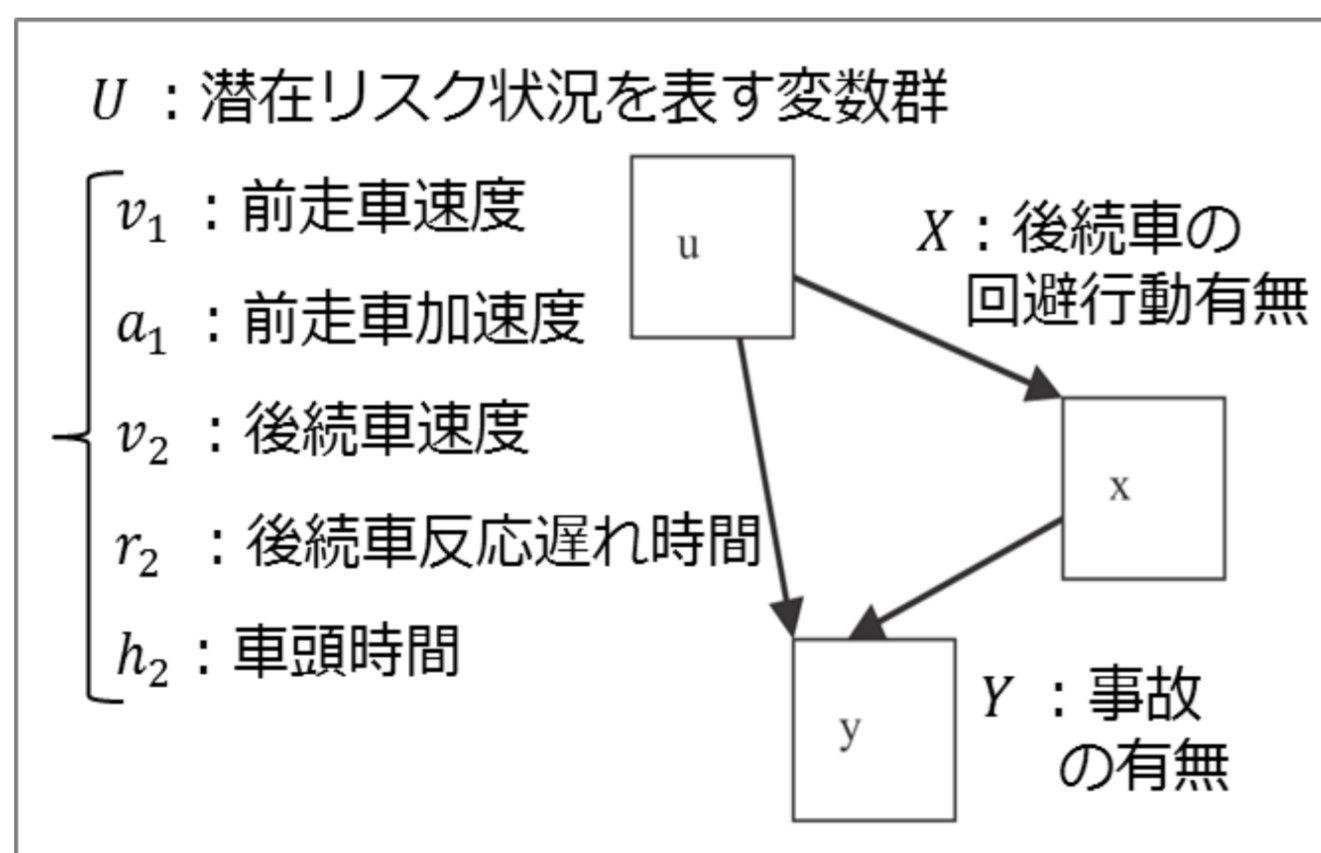 U ：潜在リスク状況を表す変数群
v₁ ：前走車速度
a₁ ：前走車加速度
v₂ ：後続車速度
r₂ ：後続車反応遅れ時間
h₂ ：車頭時間
u
X：後続車の
回避行動有無
x
y
Y ：事故
の有無